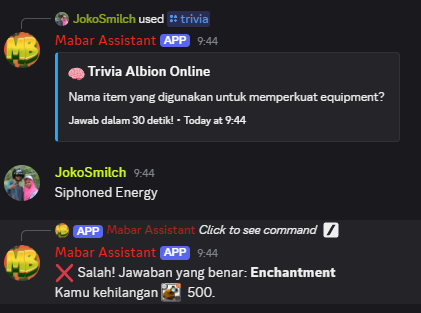 JokoSmilch used trivia
Mabar Assistant APP 9:44
Trivia Albion Online
Nama item yang digunakan untuk memperkuat equipment?
Jawab dalam 30 detik! • Today at 9:44
JokoSmilch 9:44
Siphoned Energy
APP Mabar Assistant Click to see command /
Mabar Assistant APP 9:44
❌ Salah! Jawaban yang benar: Enchantment
Kamu kehilangan 500.